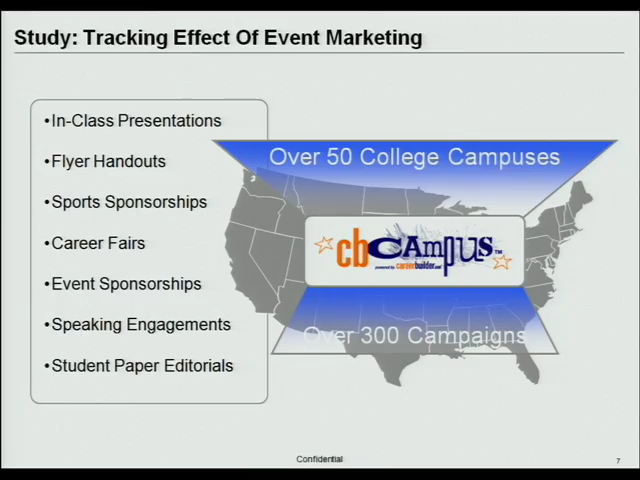 Study: Tracking Effect Of Event Marketing
•In-Class Presentations
•Flyer Handouts
•Sports Sponsorships
•Career Fairs
•Event Sponsorships
•Speaking Engagements
•Student Paper Editorials
Over 50 College Campuses
cbCAmpus™
powered by careerbuilder.com
Over 300 Campaigns
Confidential
7